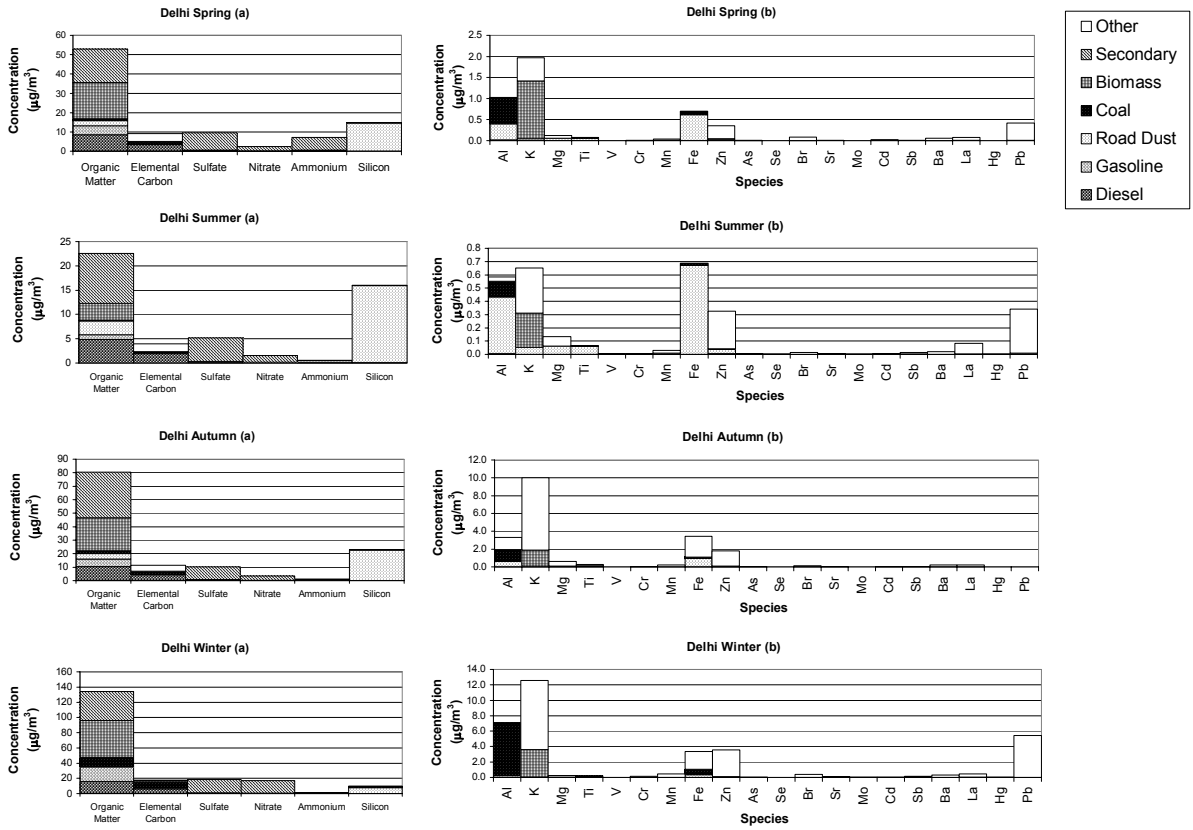 Delhi Spring (a)
Concentration
(μg/m³)
60
50
40
30
20
10
0
Organic Matter
Elemental Carbon
Sulfate
Nitrate
Ammonium
Silicon
Delhi Spring (b)
Concentration
(μg/m³)
2.5
2.0
1.5
1.0
0.5
0.0
Al K Mg Ti V Cr Mn Fe Zn As Se Br Sr Mo Cd Sb Ba La Hg Pb
Species
Other
Secondary
Biomass
Coal
Road Dust
Gasoline
Diesel
Delhi Summer (a)
Concentration
(μg/m³)
25
20
15
10
5
0
Organic Matter
Elemental Carbon
Sulfate
Nitrate
Ammonium
Silicon
Delhi Summer (b)
Concentration
(μg/m³)
0.8
0.7
0.6
0.5
0.4
0.3
0.2
0.1
0.0
Al K Mg Ti V Cr Mn Fe Zn As Se Br Sr Mo Cd Sb Ba La Hg Pb
Species
Delhi Autumn (a)
Concentration
(μg/m³)
90
80
70
60
50
40
30
20
10
0
Organic Matter
Elemental Carbon
Sulfate
Nitrate
Ammonium
Silicon
Delhi Autumn (b)
Concentration
(μg/m³)
12.0
10.0
8.0
6.0
4.0
2.0
0.0
Al K Mg Ti V Cr Mn Fe Zn As Se Br Sr Mo Cd Sb Ba La Hg Pb
Species
Delhi Winter (a)
Concentration
(μg/m³)
160
140
120
100
80
60
40
20
0
Organic Matter
Elemental Carbon
Sulfate
Nitrate
Ammonium
Silicon
Delhi Winter (b)
Concentration
(μg/m³)
14.0
12.0
10.0
8.0
6.0
4.0
2.0
0.0
Al K Mg Ti V Cr Mn Fe Zn As Se Br Sr Mo Cd Sb Ba La Hg Pb
Species